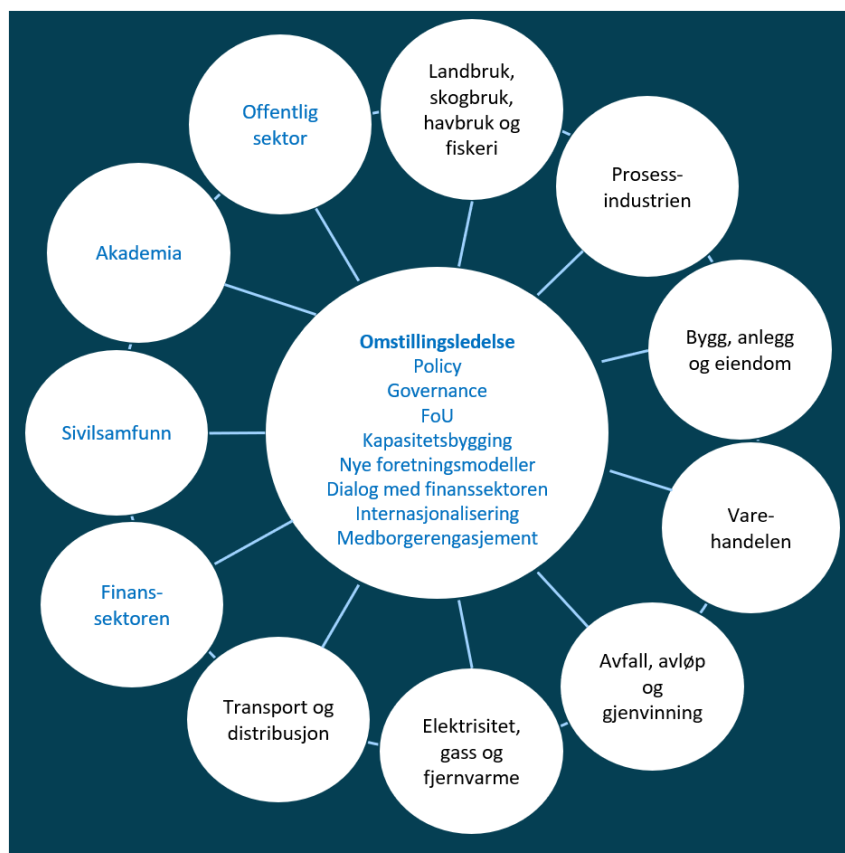 Offentlig
sektor
Landbruk,
skogbruk,
havbruk og
fiskeri
Prosess-
industrien
Akademia
Bygg, anlegg
og eiendom
Omstillingsledelse
Policy
Governance
FoU
Kapasitetsbygging
Nye foretningsmodeller
Dialog med finanssektoren
Internasjonalisering
Medborgerengasjement
Sivilsamfunn
Vare-
handelen
Finans-
sektoren
Avfall, avløp
og
gjenvinning
Transport og
distribusjon
Elektrisitet,
gass og
fjernvarme